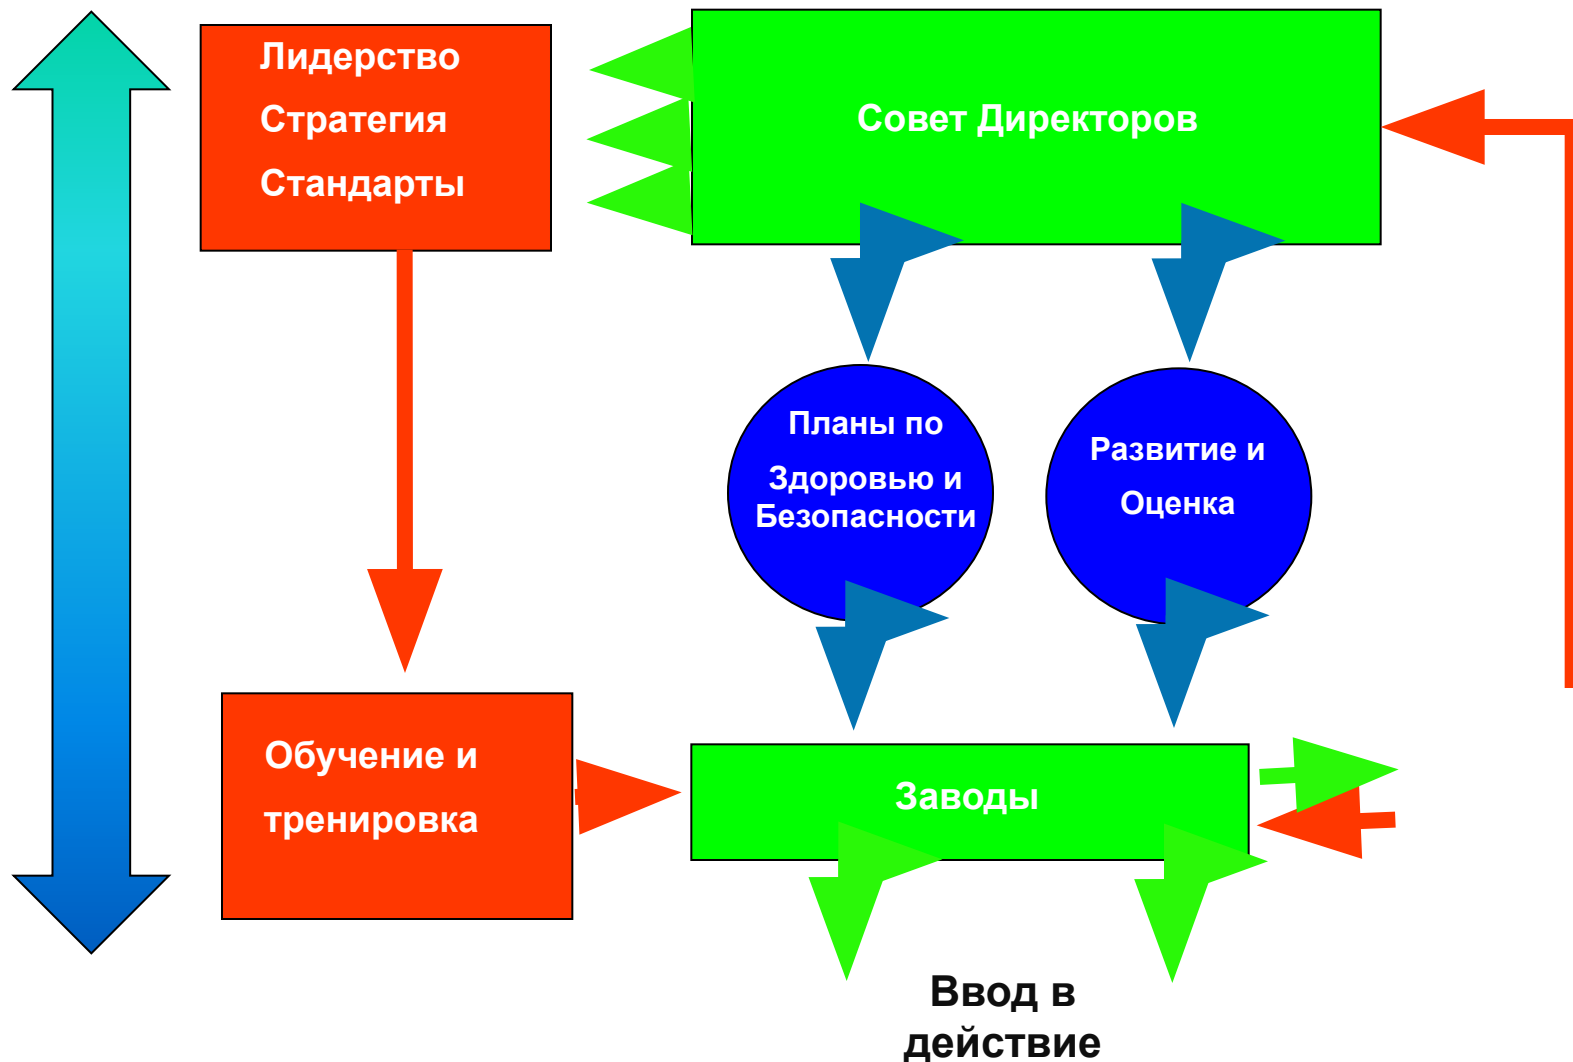 Лидерство
Стратегия
Стандарты
Совет Директоров
Планы по
Здоровью и
Безопасности
Развитие и
Оценка
Обучение и
тренировка
Заводы
Ввод в
действие